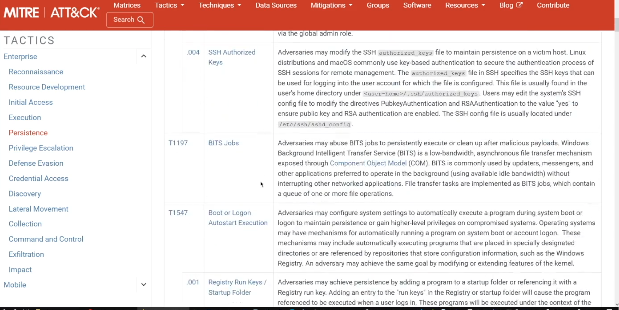 MITRE | ATT&CK®
Matrices Tactics Techniques Data Sources Mitigations Groups Software Resources Blog Contribute
Search
TACTICS
Enterprise
Reconnaissance
Resource Development
Initial Access
Execution
Persistence
Privilege Escalation
Defense Evasion
Credential Access
Discovery
Lateral Movement
Collection
Command and Control
Exfiltration
Impact
Mobile
via the global admin role.
.004 SSH Authorized Keys
Adversaries may modify the SSH authorized_keys file to maintain persistence on a victim host. Linux
distributions and macOS commonly use key-based authentication to secure the authentication process of
SSH sessions for remote management. The authorized_keys file in SSH specifies the SSH keys that can
be used for logging into the user account for which the file is configured. This file is usually found in the
user's home directory under <user-home>/.ssh/authorized_keys. Users may edit the system's SSH
config file to modify the directives PubkeyAuthentication and RSAAuthentication to the value "yes" to
ensure public key and RSA authentication are enabled. The SSH config file is usually located under
/etc/ssh/sshd_config.
T1197 BITS Jobs
Adversaries may abuse BITS jobs to persistently execute or clean up after malicious payloads. Windows
Background Intelligent Transfer Service (BITS) is a low-bandwidth, asynchronous file transfer mechanism
exposed through Component Object Model (COM). BITS is commonly used by updaters, messengers, and
other applications preferred to operate in the background (using available idle bandwidth) without
interrupting other networked applications. File transfer tasks are implemented as BITS jobs, which contain
a queue of one or more file operations.
T1547 Boot or Logon
Autostart Execution
Adversaries may configure system settings to automatically execute a program during system boot or
logon to maintain persistence or gain higher-level privileges on compromised systems. Operating systems
may have mechanisms for automatically running a program on system boot or account logon. These
mechanisms may include automatically executing programs that are placed in specially designated
directories or are referenced by repositories that store configuration information, such as the Windows
Registry. An adversary may achieve the same goal by modifying or extending features of the kernel.
.001 Registry Run Keys /
Startup Folder
Adversaries may achieve persistence by adding a program to a startup folder or referencing it with a
Registry run key. Adding an entry to the "run keys" in the Registry or startup folder will cause the program
referenced to be executed when a user logs in. These programs will be executed under the context of the